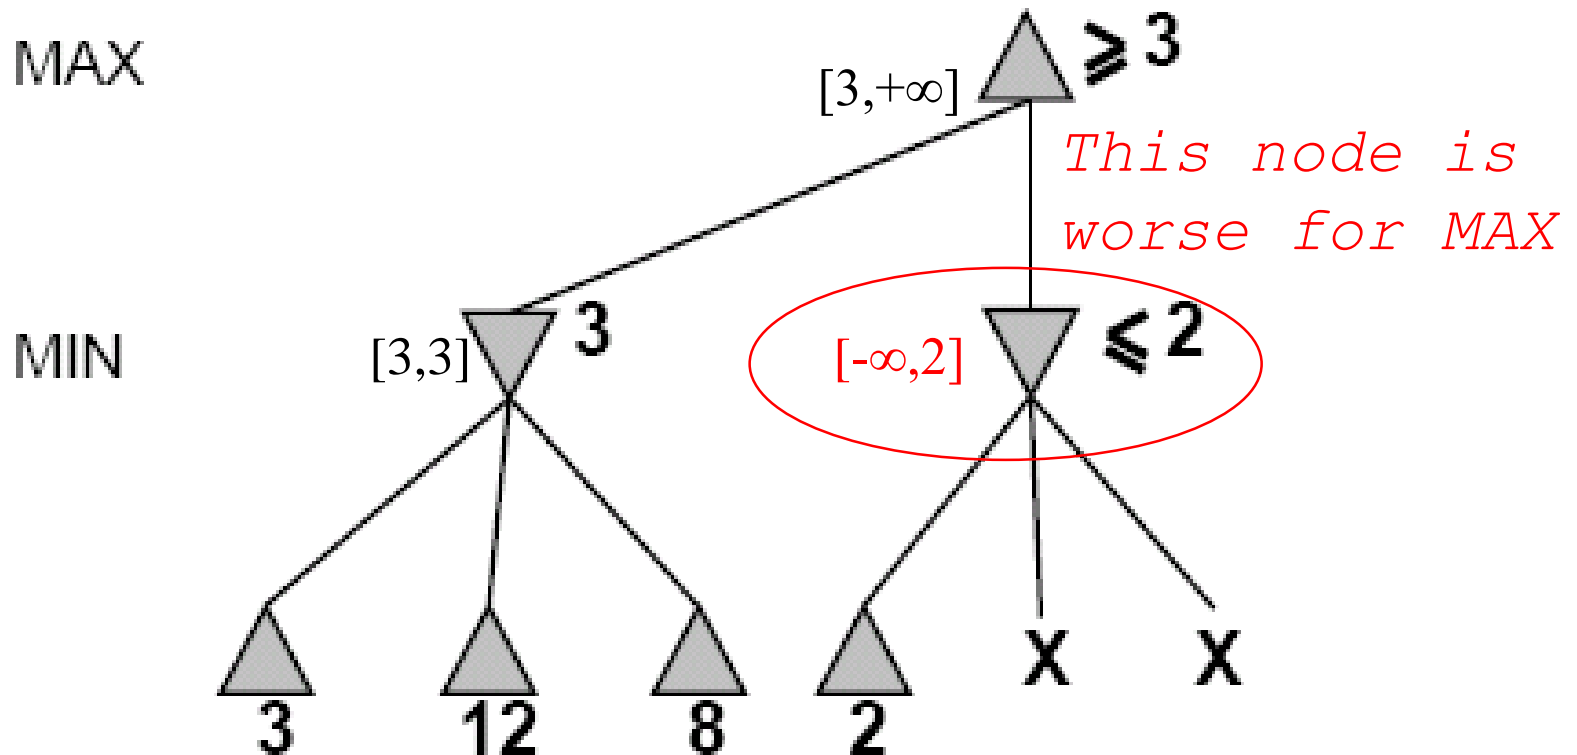 MAX
[3,+∞]
≥ 3
This node is
worse for MAX
MIN
[3,3]
3
[-∞,2]
≤ 2
X
X
3
12
8
2